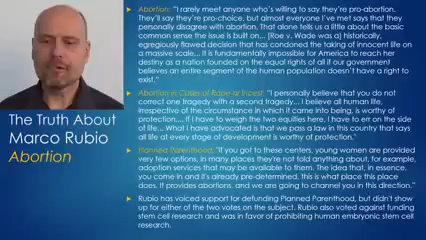 The Truth About
Marco Rubio
Abortion
Abortion: "I rarely meet anyone who's willing to say they're pro-abortion.
They'll say they're pro-choice, but almost everyone I've met says that they
personally disagree with abortion. That alone tells us a little about the basic
common sense the issue is built on... [Roe v. Wade was a] historically,
egregiously flawed decision that has condoned the taking of innocent life on
a massive scale... It is fundamentally impossible for America to reach her
destiny as a nation founded on the equal rights of all if our government
believes an entire segment of the human population doesn't have a right to
exist."
Abortion in Cases of Rape or Incest: "I personally believe that you do not
correct one tragedy with a second tragedy... I believe all human life,
irrespective of the circumstance in which it came into being, is worthy of
protection.... If I have to weigh the two equities here, I have to err on the side
of life... What I have advocated is that we pass a law in this country that says
all life at every stage of development is worthy of protection."
Planned Parenthood: "If you got to these centers, young women are provided
very few options. In many places they're not told anything about, for example,
adoption services that may be available to them. The idea that, in essence,
you come in and it's already pre-determined, this is what this place this place does.
It provides abortions, and we are going to channel you in this direction."
Rubio has voiced support for defunding Planned Parenthood, but didn't show
up for either of the two votes on the subject. Rubio also voted against funding
stem cell research and was in favor of prohibiting human embryonic stem cell
research.